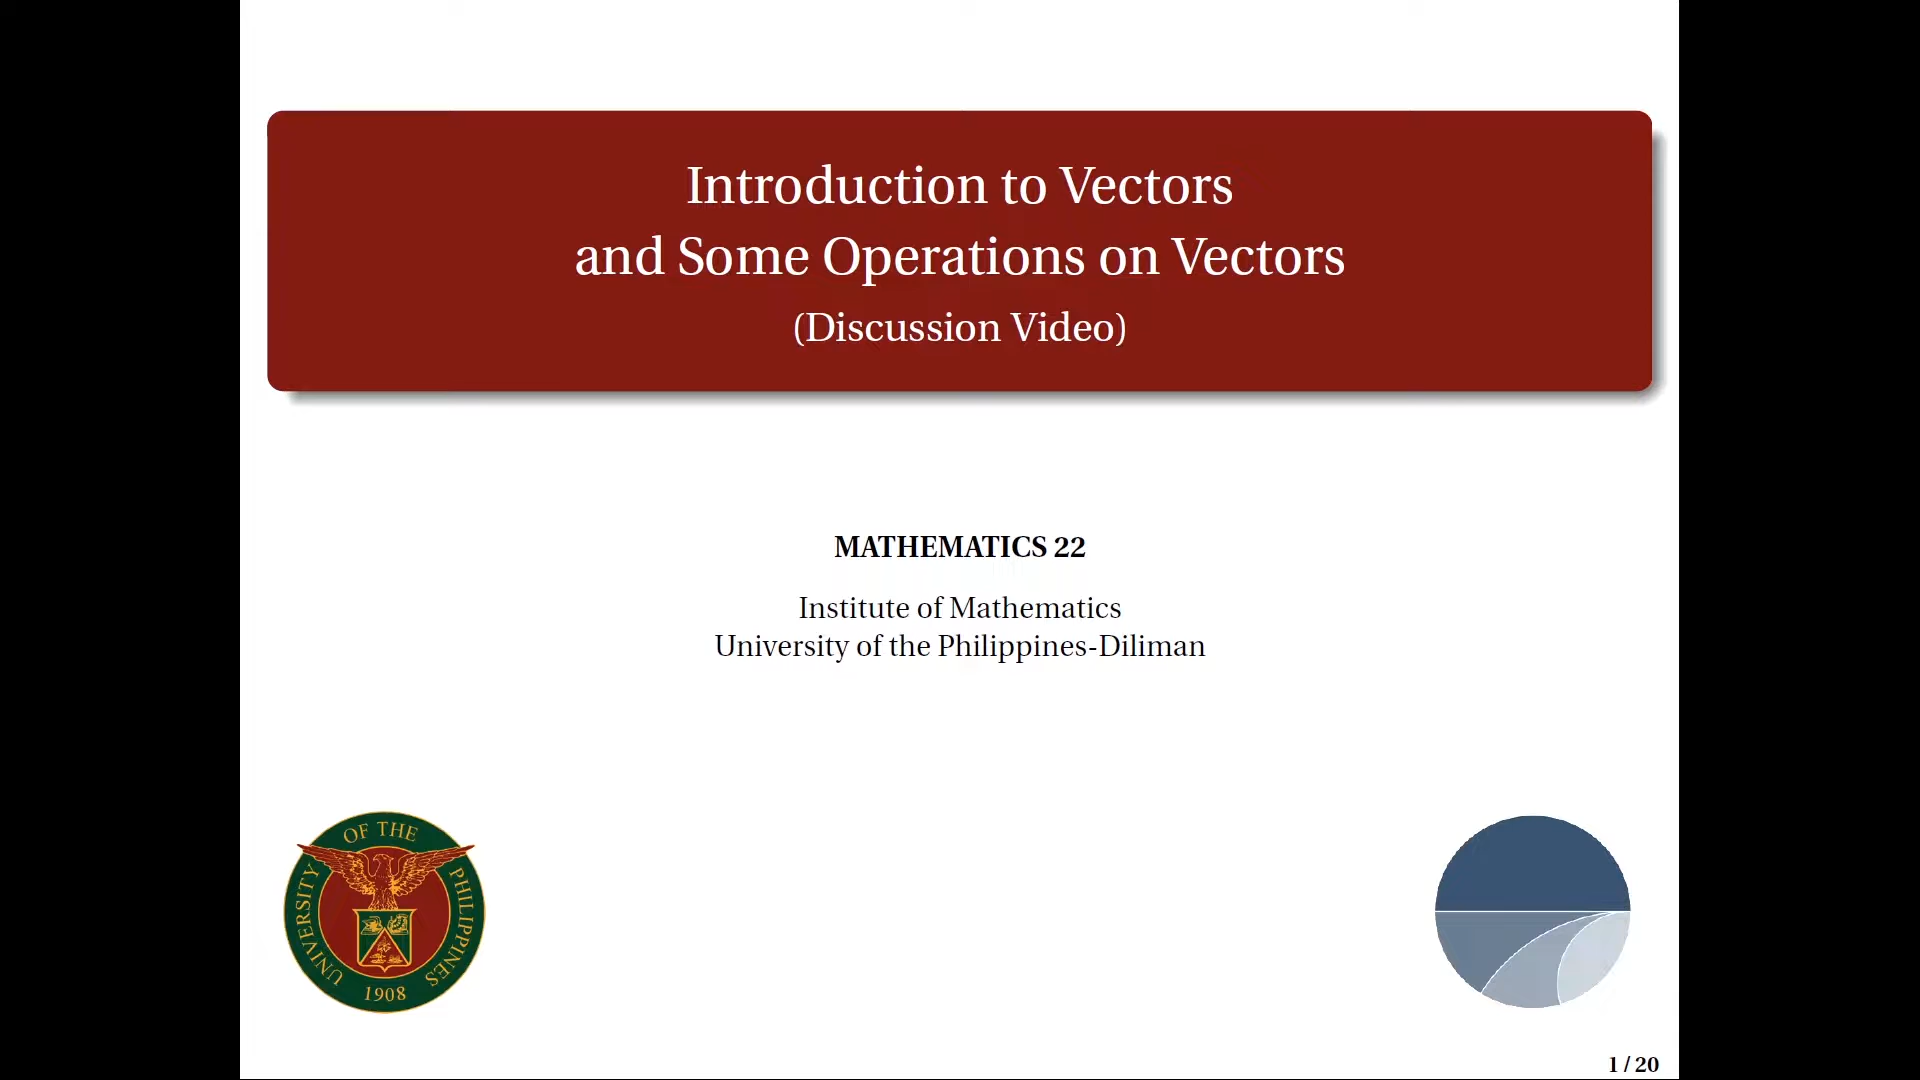 Introduction to Vectors
and Some Operations on Vectors
(Discussion Video)
MATHEMATICS 22
Institute of Mathematics
University of the Philippines-Diliman
UNIVERSITY OF THE PHILIPPINES
1908
1 / 20